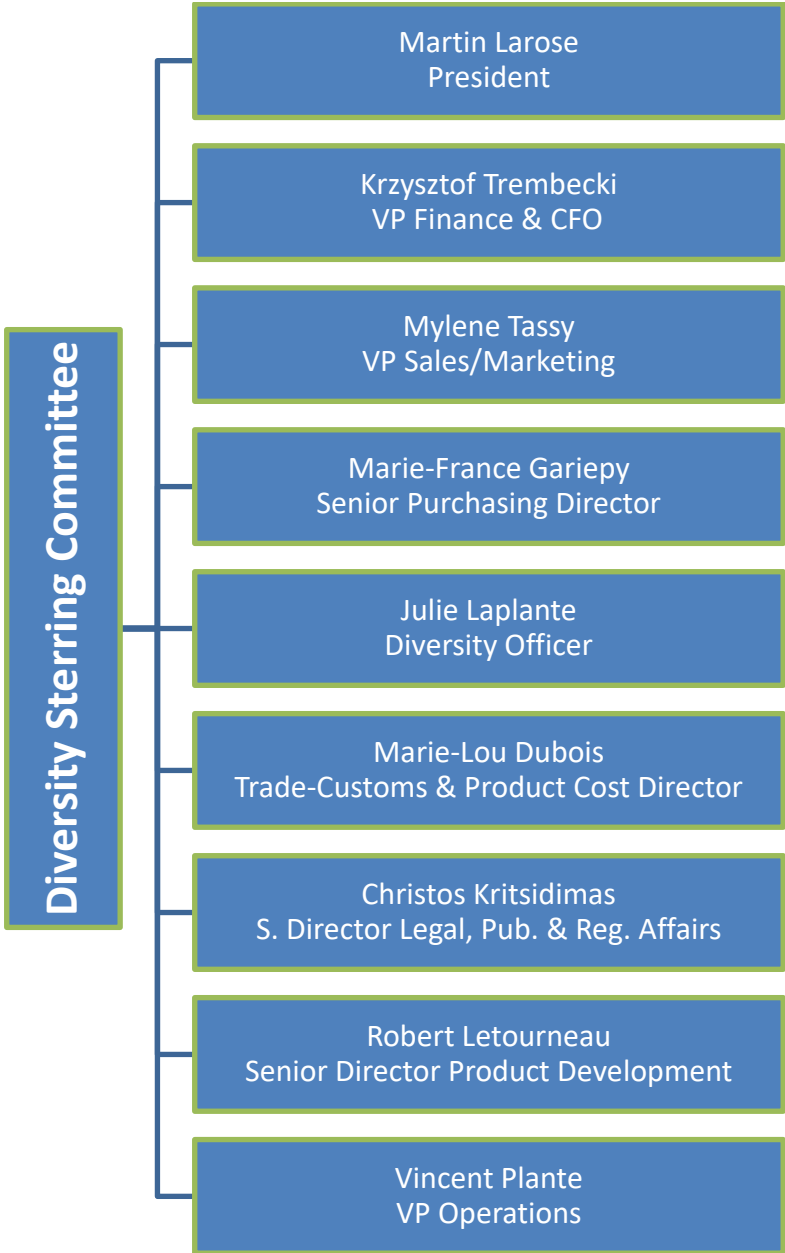 Diversity Sterring Committee
Martin Larose
President
Krzysztof Trembecki
VP Finance & CFO
Mylene Tassy
VP Sales/Marketing
Marie-France Gariepy
Senior Purchasing Director
Julie Laplante
Diversity Officer
Marie-Lou Dubois
Trade-Customs & Product Cost Director
Christos Kritsidimas
S. Director Legal, Pub. & Reg. Affairs
Robert Letourneau
Senior Director Product Development
Vincent Plante
VP Operations